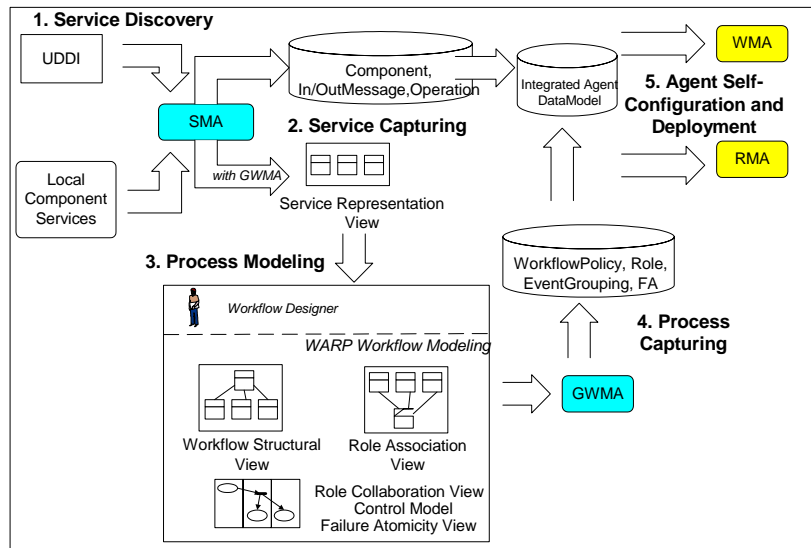 1. Service Discovery
UDDI
SMA
Local
Component
Services
Component,
In/OutMessage,Operation
2. Service Capturing
with GWMA
Service Representation
View
Integrated Agent
DataModel
WMA
5. Agent Self-
Configuration and
Deployment
RMA
3. Process Modeling
Workflow Designer
WARP Workflow Modeling
Workflow Structural
View
Role Association
View
Role Collaboration View
Control Model
Failure Atomicity View
WorkflowPolicy, Role,
EventGrouping, FA
4. Process
Capturing
GWMA